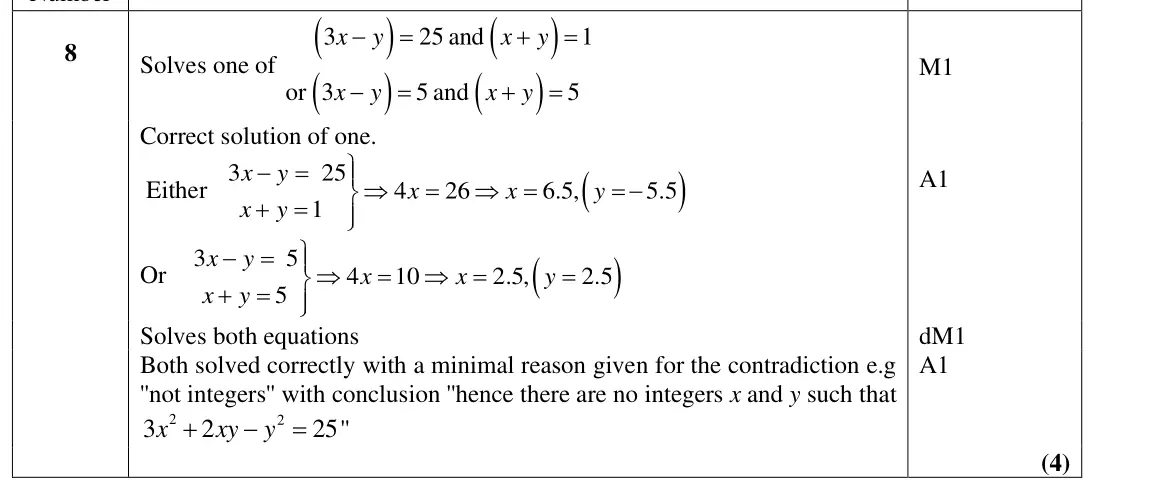 Number
8
Solves one of (3x − y) = 25 and (x + y) = 1
or (3x − y) = 5 and (x + y) = 5
M1
Correct solution of one.
Either 3x − y = 25
x + y = 1 } ⇒ 4x = 26 ⇒ x = 6.5, (y = −5.5)
A1
Or 3x − y = 5
x + y = 5 } ⇒ 4x = 10 ⇒ x = 2.5, (y = 2.5)
Solves both equations
dM1
Both solved correctly with a minimal reason given for the contradiction e.g
A1
"not integers" with conclusion "hence there are no integers x and y such that
3x² + 2xy − y² = 25"
(4)